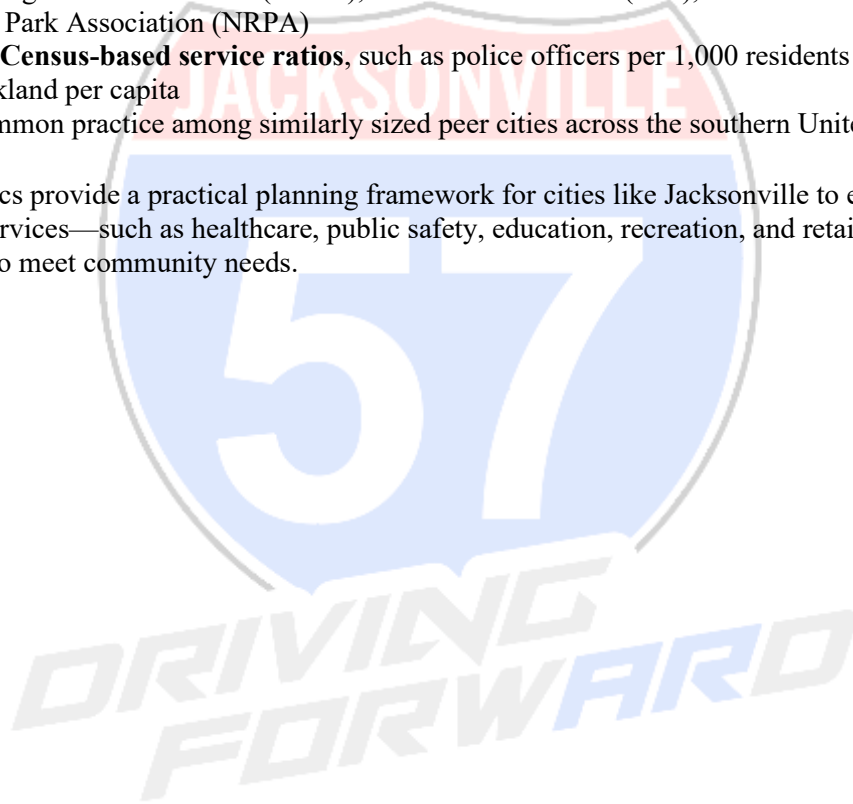 Park Association (NRPA)
Census-based service ratios, such as police officers per 1,000 residents
kland per capita
mmon practice among similarly sized peer cities across the southern Unite
cs provide a practical planning framework for cities like Jacksonville to e
rvices—such as healthcare, public safety, education, recreation, and retai
o meet community needs.
JACKSONVILLE
57
DRIVING
FORWARD